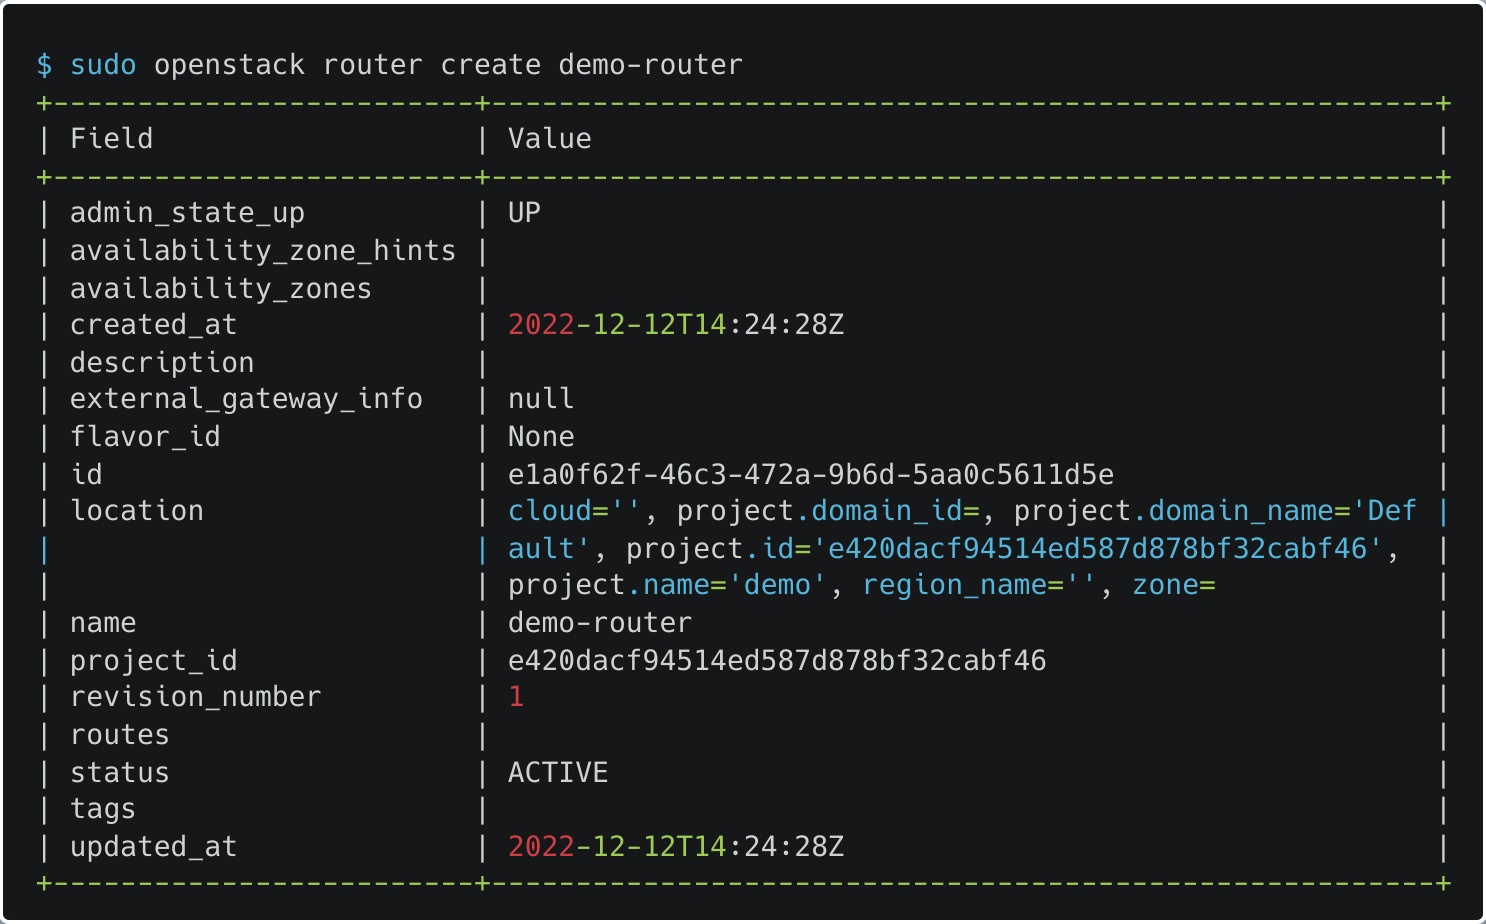 $ sudo openstack router create demo-router
+-------------------------+--------------------------------------------------------+
| Field                   | Value                                                  |
+-------------------------+--------------------------------------------------------+
| admin_state_up          | UP                                                     |
| availability_zone_hints |                                                        |
| availability_zones      |                                                        |
| created_at              | 2022-12-12T14:24:28Z                                   |
| description             |                                                        |
| external_gateway_info   | null                                                   |
| flavor_id               | None                                                   |
| id                      | e1a0f62f-46c3-472a-9b6d-5aa0c5611d5e                   |
| location                | cloud='', project.domain_id=, project.domain_name='Def |
|                         | ault', project.id='e420dacf94514ed587d878bf32cabf46',  |
|                         | project.name='demo', region_name='', zone=             |
| name                    | demo-router                                            |
| project_id              | e420dacf94514ed587d878bf32cabf46                       |
| revision_number         | 1                                                      |
| routes                  |                                                        |
| status                  | ACTIVE                                                 |
| tags                    |                                                        |
| updated_at              | 2022-12-12T14:24:28Z                                   |
+-------------------------+--------------------------------------------------------+